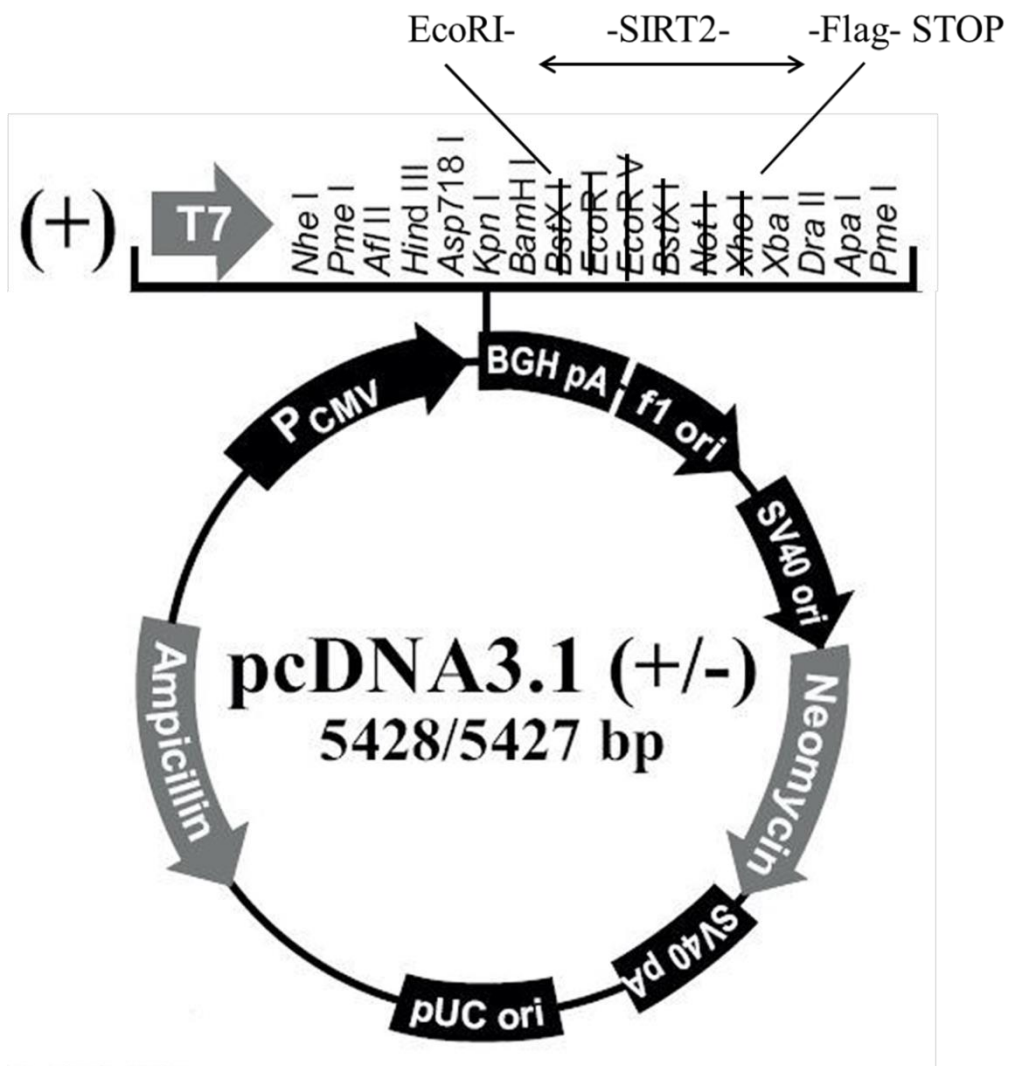 EcoRI- -SIRT2- -Flag- STOP
(+) T7 Nhe I Pme I Afl II Hind III Asp718 I Kpn I BamH I BstX I EcoR I EcoR V BstX I Not I Xho I Xba I Dra II Apa I Pme I
P CMV
BGH pA
f1 ori
SV40 ori
Neomycin
SV40 pA
pUC ori
Ampicillin
pcDNA3.1 (+/-)
5428/5427 bp